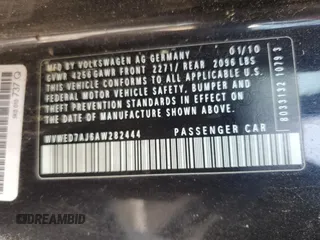 MFD. BY VOLKSWAGEN AG GERMANY 01/10
GVWR 4256 GAWR FRONT 2271/ REAR 2096 LBS
THIS VEHICLE CONFORMS TO ALL APPLICABLE
FEDERAL MOTOR VEHICLE SAFETY, BUMPER AND
THEFT PREVENTION STANDARDS IN EFFECT ON
THE DATE OF MANUFACTURE SHOWN ABOVE
WVWED7AJ6AW282444 PASSENGER CAR
737 Q
DREAMBID